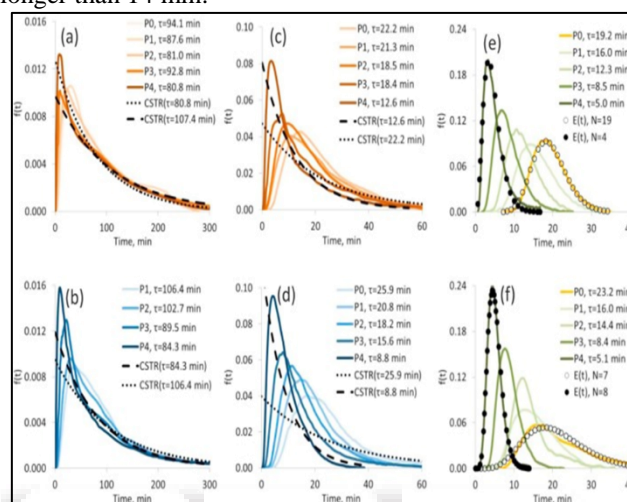 longer than 14 min.
(a)
P0, τ=94.1 min
P1, τ=87.6 min
P2, τ=81.0 min
P3, τ=92.8 min
P4, τ=80.8 min
CSTR(τ=80.8 min)
CSTR(τ=107.4 min)
f(t)
0.016
0.012
0.008
0.004
0.000
0 100 200 300
Time, min
(c)
P0, τ=22.2 min
P1, τ=21.3 min
P2, τ=18.5 min
P3, τ=18.4 min
P4, τ=12.6 min
CSTR(τ=12.6 min)
CSTR(τ=22.2 min)
f(t)
0.10
0.08
0.06
0.04
0.02
0.00
0 20 40 60
Time, min
(e)
P0, τ=19.2 min
P1, τ=16.0 min
P2, τ=12.3 min
P3, τ=8.5 min
P4, τ=5.0 min
E(t), N=19
E(t), N=4
f(t)
0.25
0.20
0.15
0.10
0.05
0.00
0 10 20 30
Time, min
(b)
P1, τ=106.4 min
P2, τ=102.7 min
P3, τ=89.5 min
P4, τ=84.3 min
CSTR(τ=84.3 min)
CSTR(τ=106.4 min)
f(t)
0.016
0.012
0.008
0.004
0.000
0 100 200 300
Time, min
(d)
P0, τ=25.9 min
P1, τ=20.8 min
P2, τ=18.2 min
P3, τ=15.6 min
P4, τ=8.8 min
CSTR(τ=25.9 min)
CSTR(τ=8.8 min)
f(t)
0.10
0.08
0.06
0.04
0.02
0.00
0 20 40 60
Time, min
(f)
P0, τ=23.2 min
P1, τ=16.0 min
P2, τ=14.4 min
P3, τ=8.4 min
P4, τ=5.1 min
E(t), N=7
E(t), N=8
f(t)
0.24
0.18
0.12
0.06
0.00
0 10 20 30
Time, min